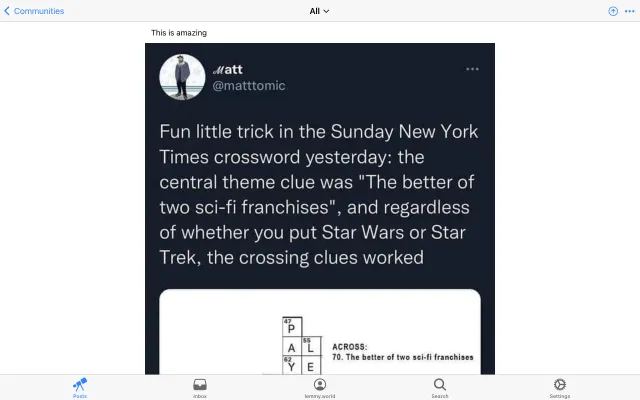 Communities
All
This is amazing
𝓜att
@matttomic
Fun little trick in the Sunday New York
Times crossword yesterday: the
central theme clue was "The better of
two sci-fi franchises", and regardless
of whether you put Star Wars or Star
Trek, the crossing clues worked
47
P
55
A L
ACROSS:
70. The better of two sci-fi franchises
62
Y E
Posts
Inbox
lemmy.world
Search
Settings